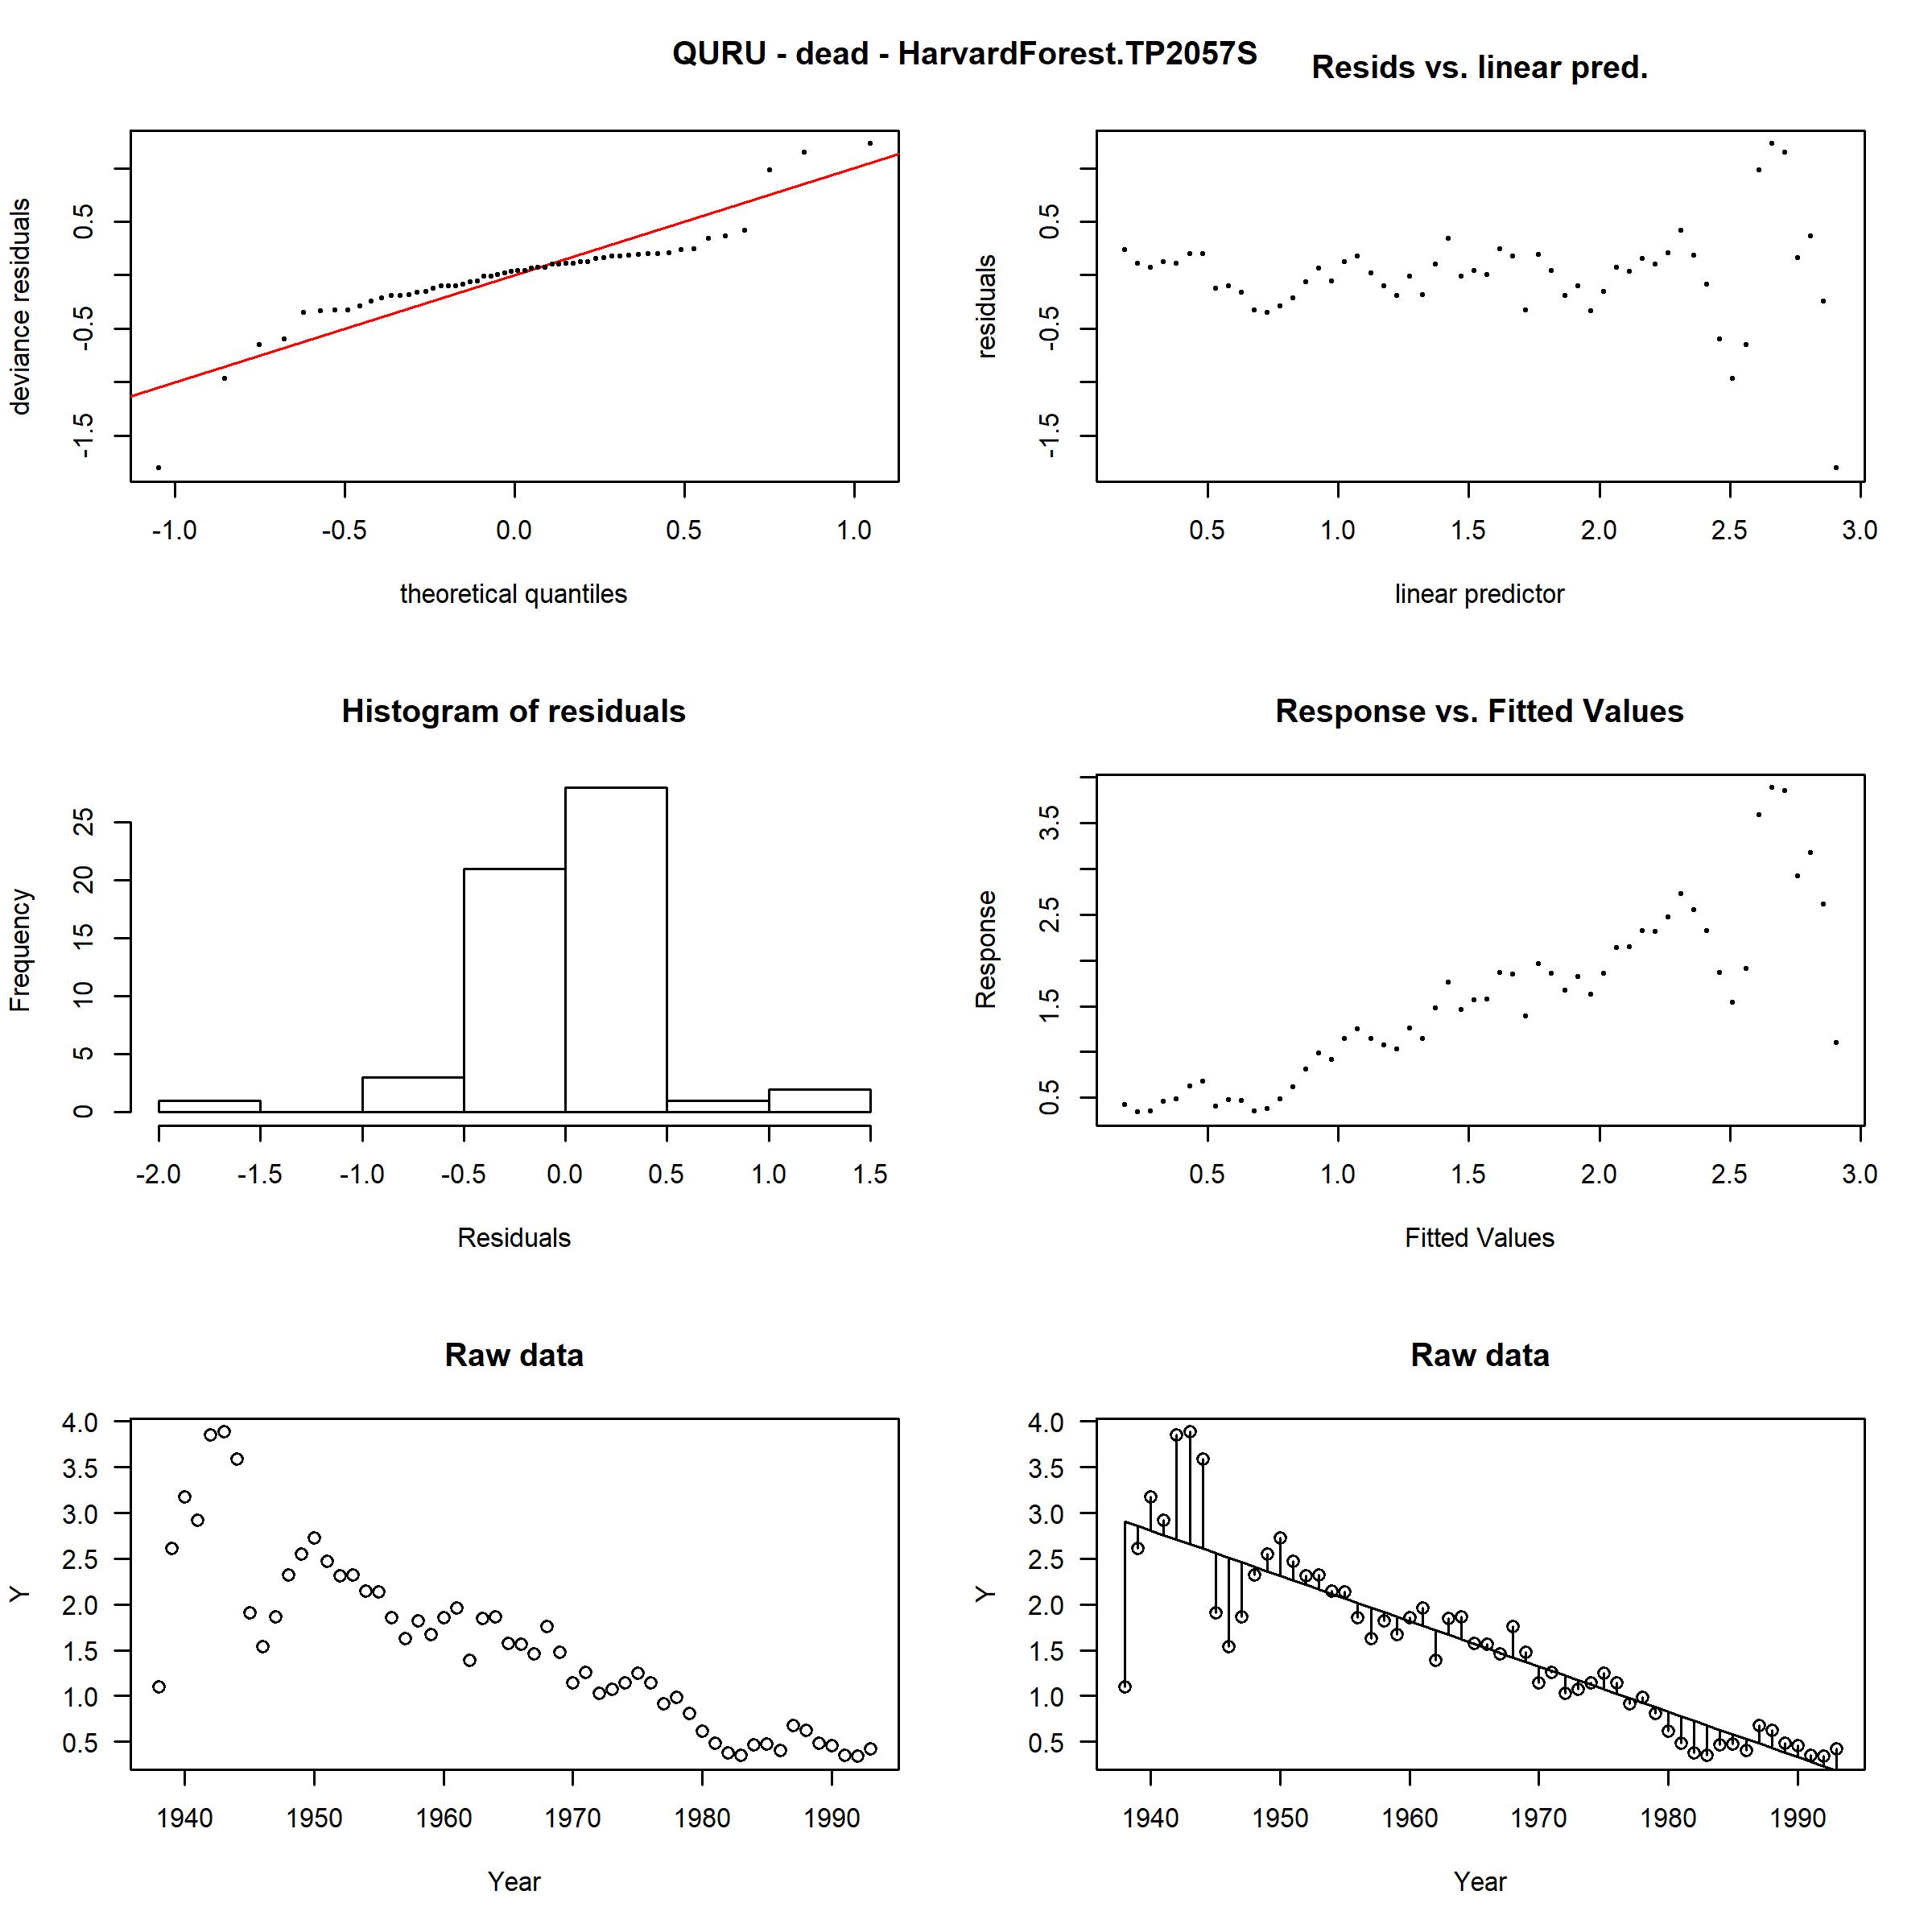 QURU - dead - HarvardForest.TP2057S
deviance residuals
-1.5 -0.5 0.5
-1.0 -0.5 0.0 0.5 1.0
theoretical quantiles
Resids vs. linear pred.
residuals
-1.5 -0.5 0.5
0.5 1.0 1.5 2.0 2.5 3.0
linear predictor
Histogram of residuals
Frequency
0 5 10 15 20 25
-2.0 -1.5 -1.0 -0.5 0.0 0.5 1.0 1.5
Residuals
Response vs. Fitted Values
Response
0.5 1.5 2.5 3.5
0.5 1.0 1.5 2.0 2.5 3.0
Fitted Values
Raw data
Y
4.0
3.5
3.0
2.5
2.0
1.5
1.0
0.5
1940 1950 1960 1970 1980 1990
Year
Raw data
Y
4.0
3.5
3.0
2.5
2.0
1.5
1.0
0.5
1940 1950 1960 1970 1980 1990
Year